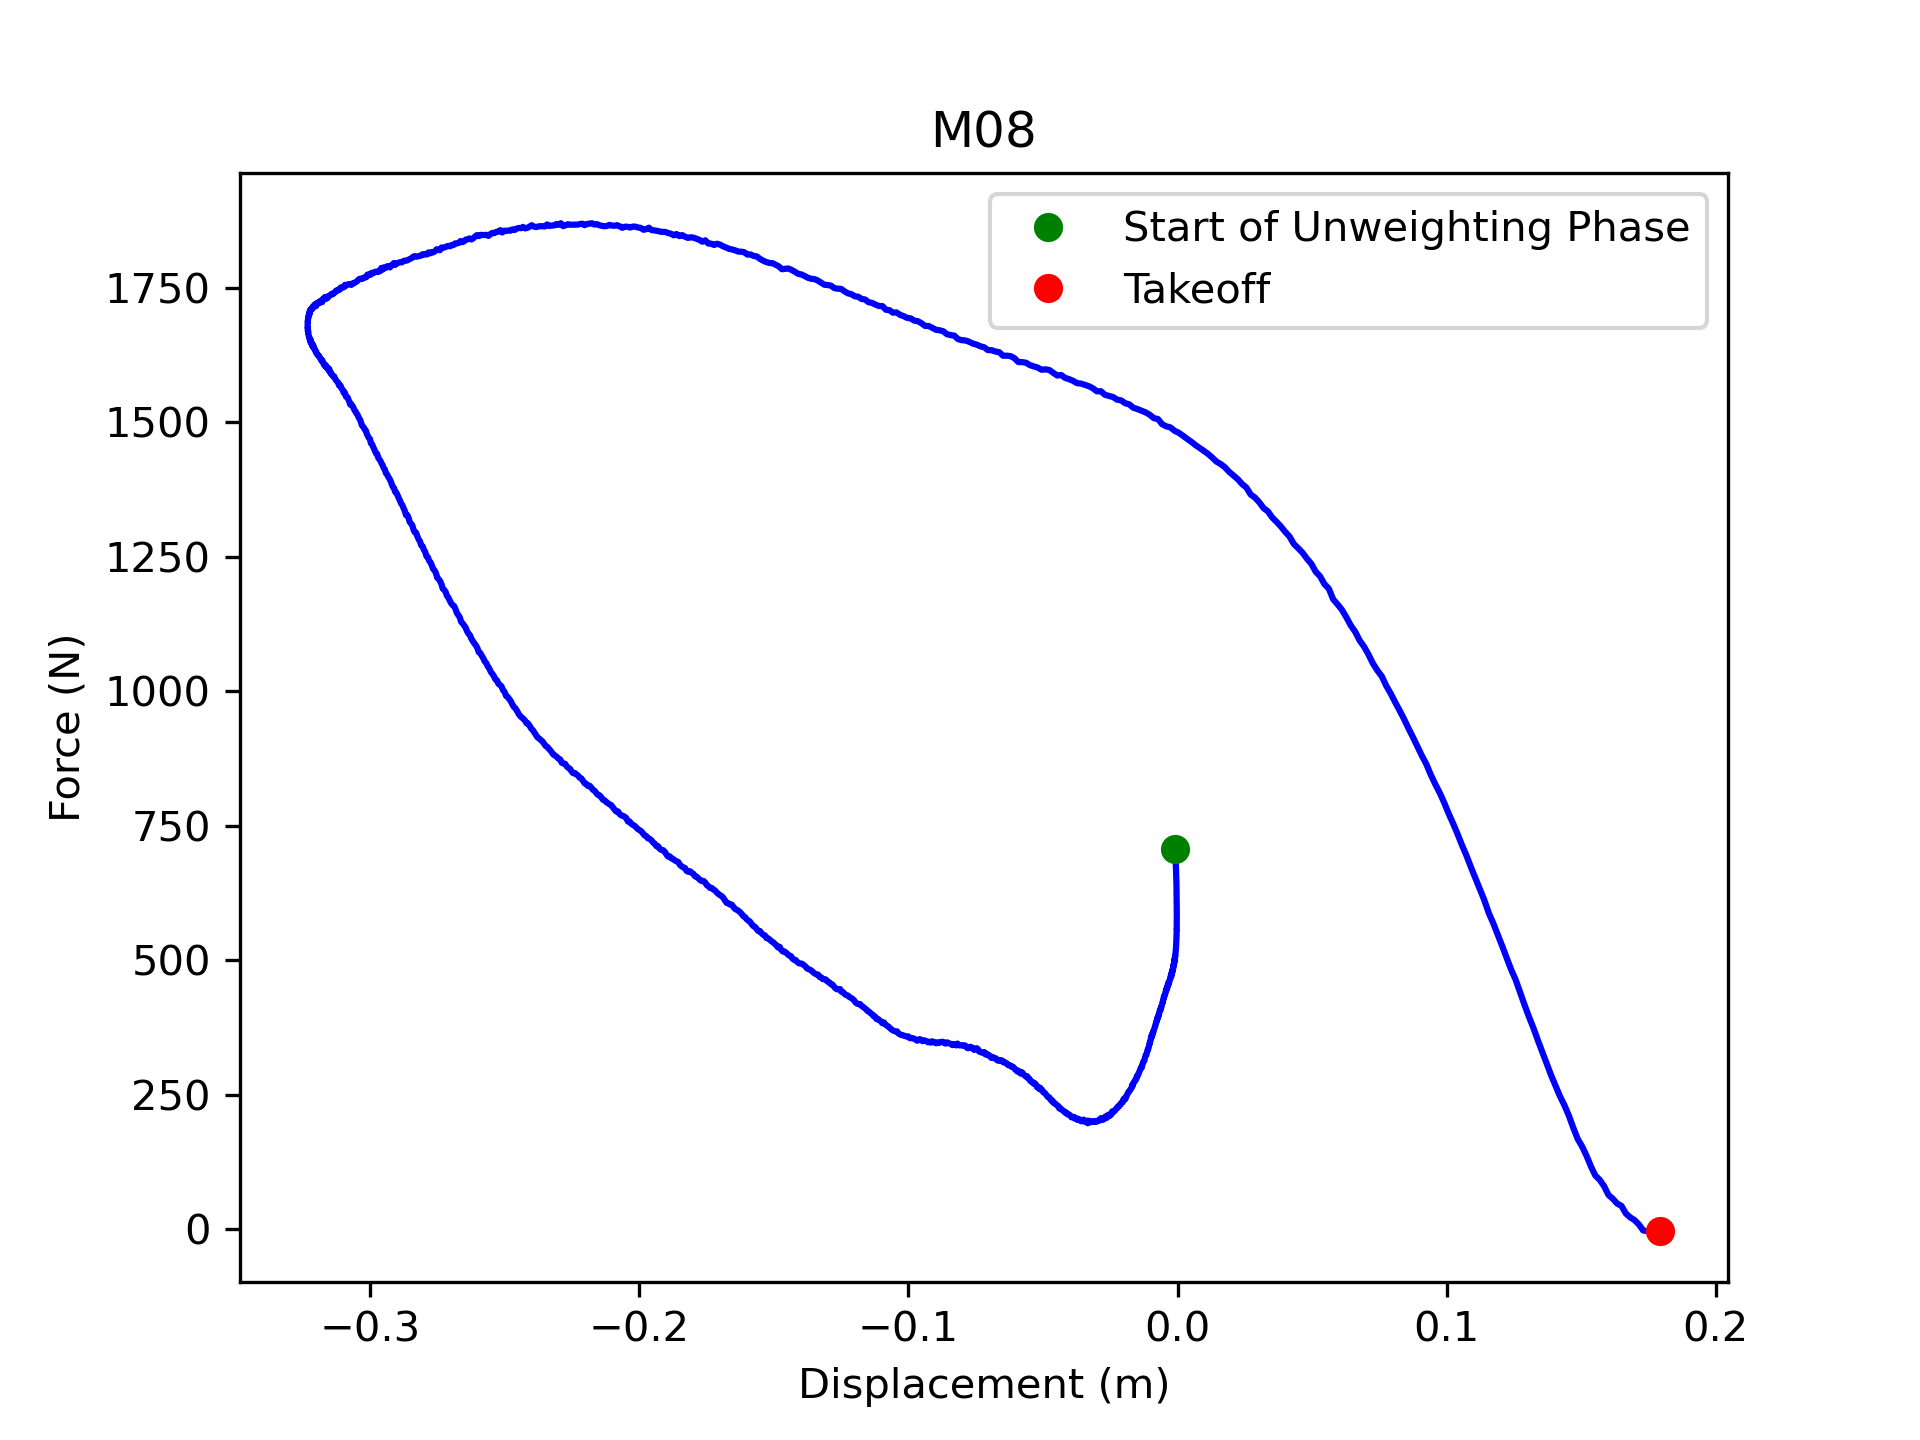 M08
Start of Unweighting Phase
Takeoff
1750
1500
1250
1000
750
500
250
0
Force (N)
−0.3
−0.2
−0.1
0.0
0.1
0.2
Displacement (m)